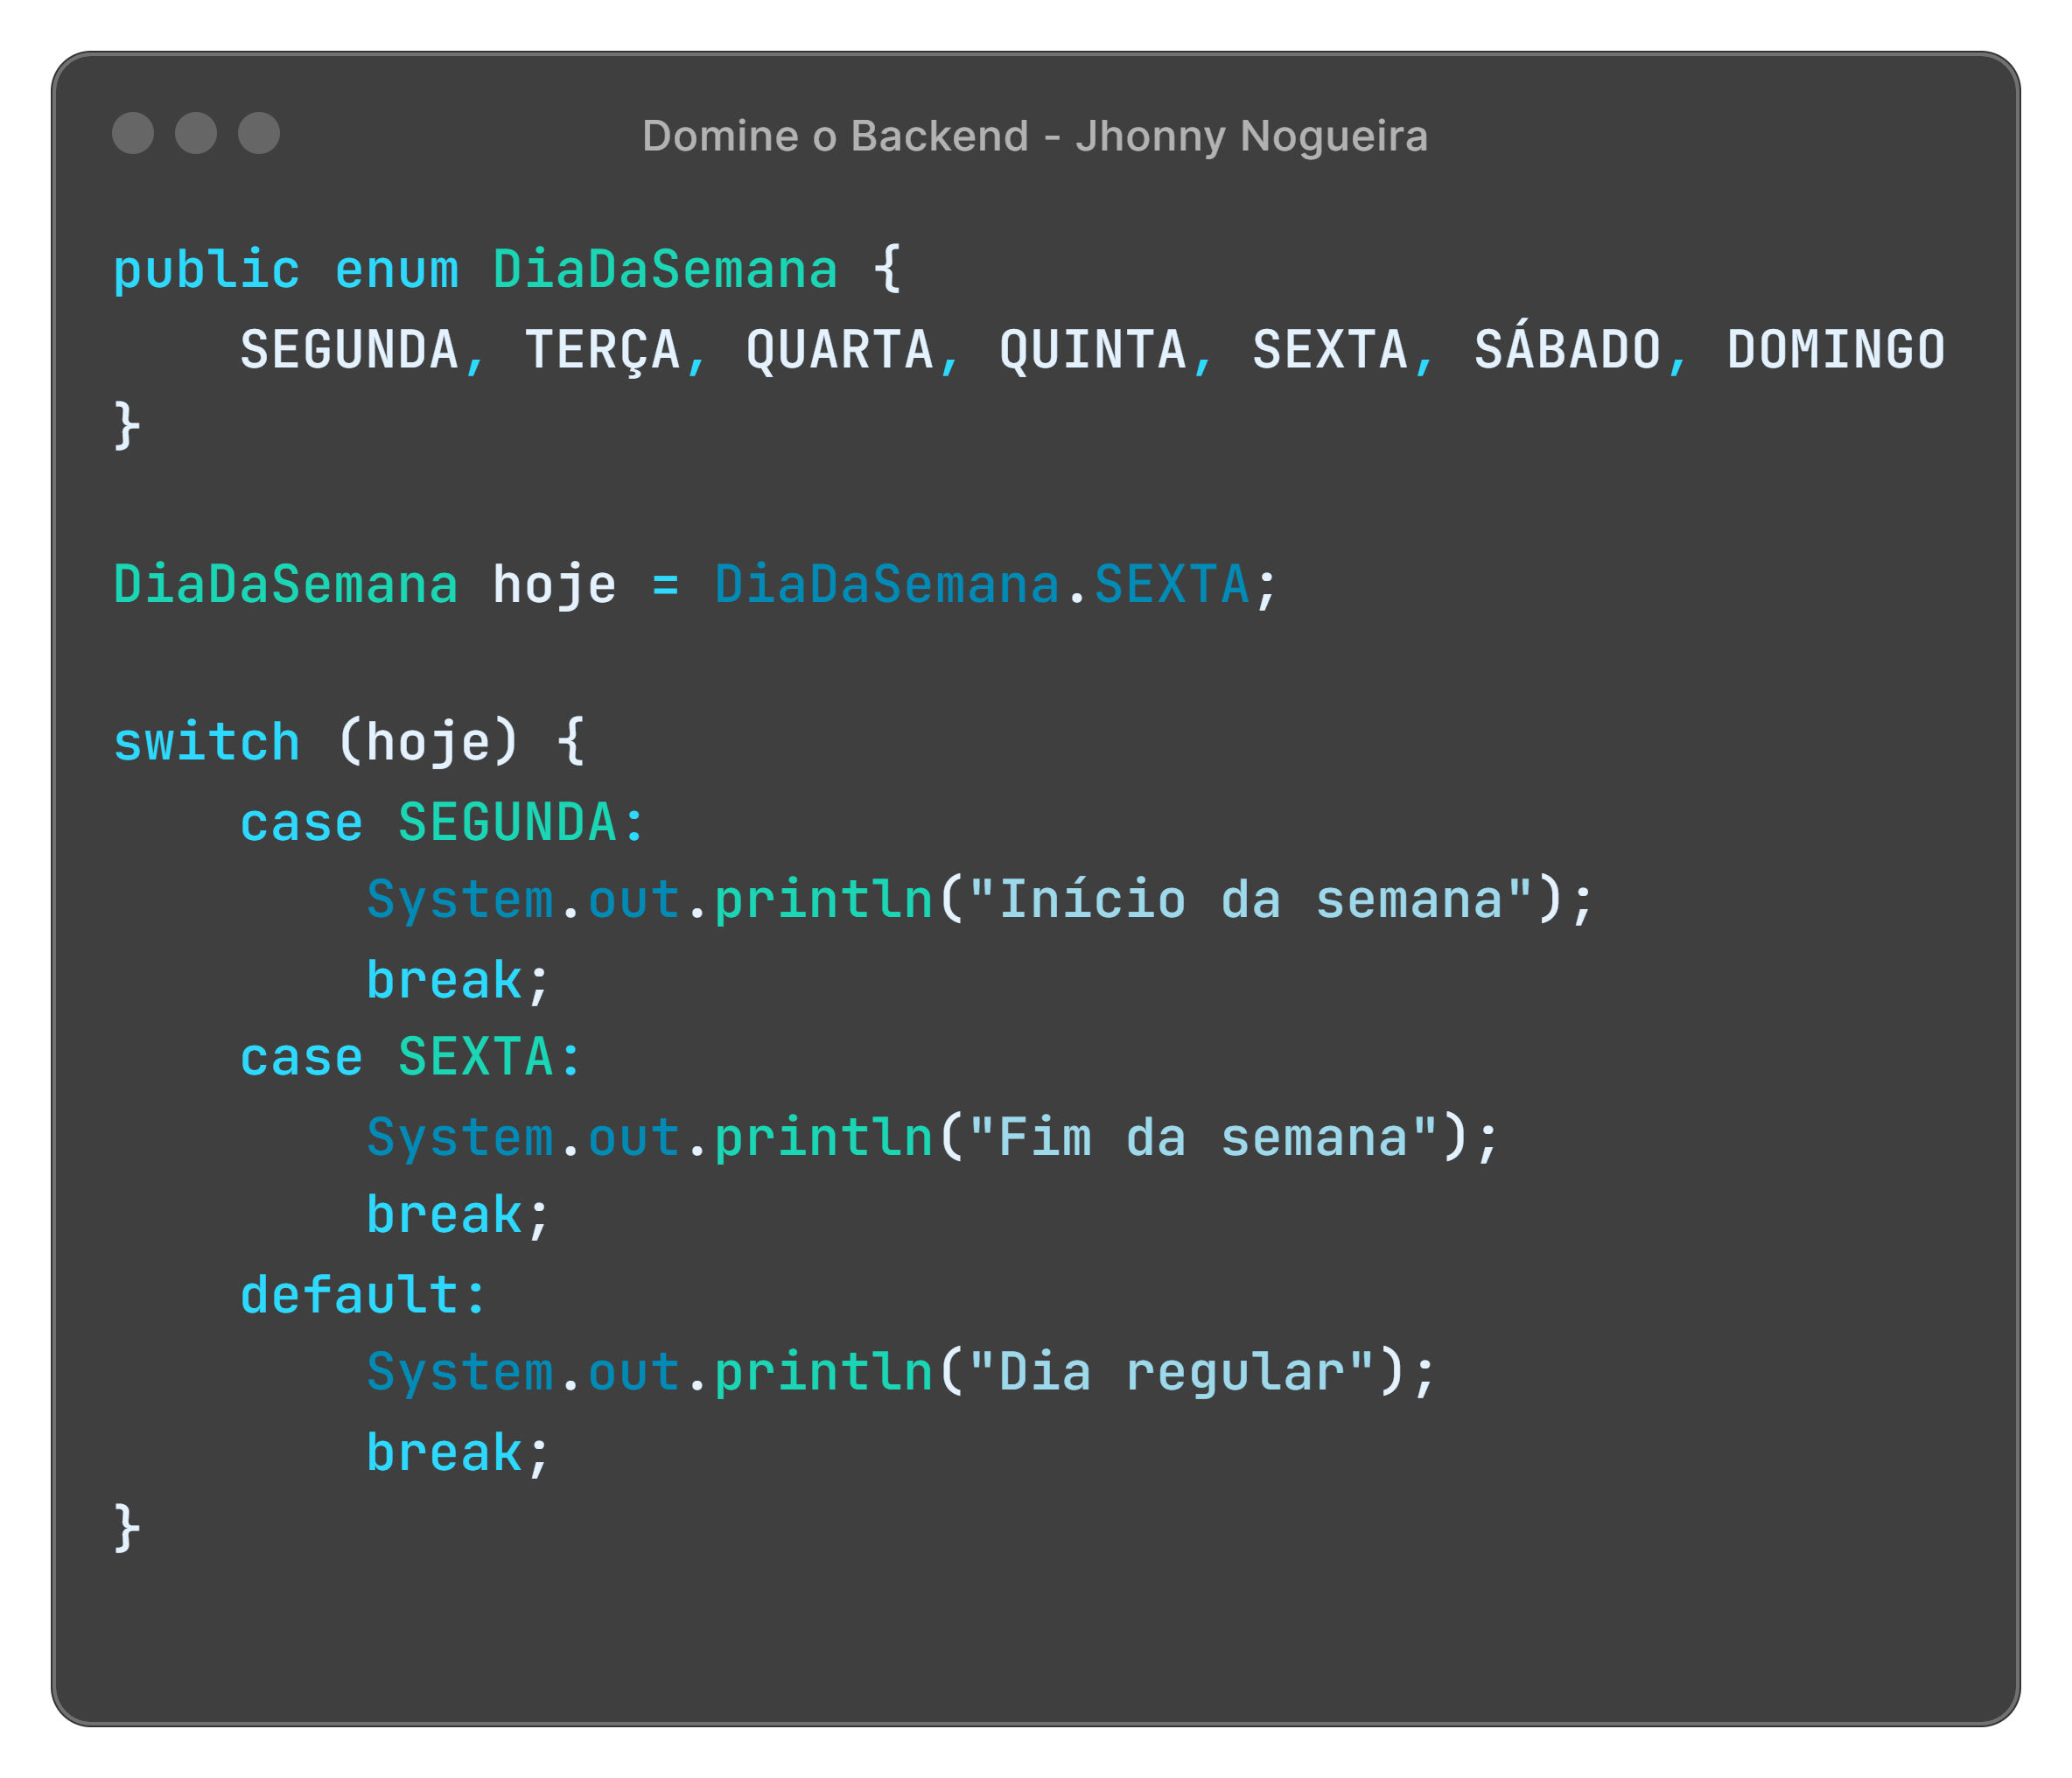 Domine o Backend - Jhonny Nogueira
public enum DiaDaSemana {
    SEGUNDA, TERÇA, QUARTA, QUINTA, SEXTA, SÁBADO, DOMINGO
}
DiaDaSemana hoje = DiaDaSemana.SEXTA;
switch (hoje) {
    case SEGUNDA:
        System.out.println("Início da semana");
        break;
    case SEXTA:
        System.out.println("Fim da semana");
        break;
    default:
        System.out.println("Dia regular");
        break;
}